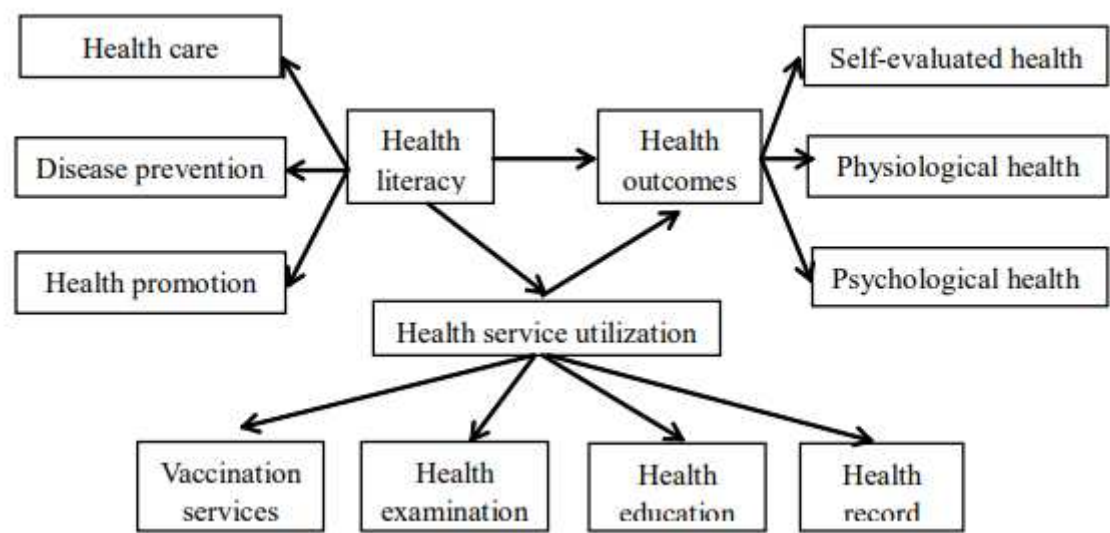 Health care
Self-evaluated health
Health
literacy
Health
outcomes
Disease prevention
Physiological health
Health promotion
Psychological health
Health service utilization
Vaccination
services
Health
examination
Health
education
Health
record